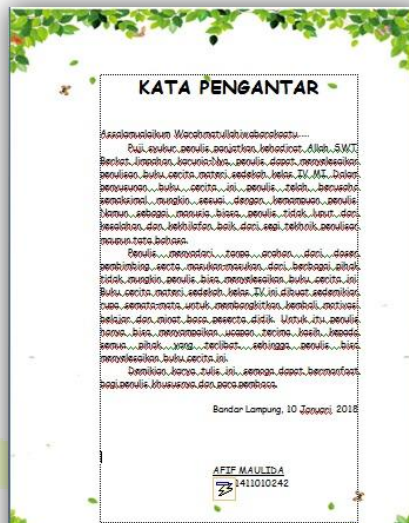 KATA PENGANTAR
Assalamualaikum Warahmatullahiwabarakaatu....
Puji syukur penulis panjatkan kehadirat Allah SWT.
Berkat limpahan karunia-Nya, penulis dapat menyelesaikan
penulisan buku cerita materi sedekah kelas IV MI. Dalam
penyusunan buku cerita ini penulis telah berusaha
semaksimal mungkin sesuai dengan kemampuan penulis.
Namun sebagai manusia biasa, penulis tidak luput dari
kesalahan dan kekhilafan baik dari segi tekhnik penulisan
maupun tata bahasa.
Penulis menyadari tanpa arahan dari dosen
pembimbing serta masukan-masukan dari berbagai pihak
tidak mungkin penulis bisa menyelesaikan buku cerita ini.
Buku cerita materi sedekah kelas IV ini dibuat sedemikian
rupa semata-mata untuk membangkitkan kembali motivasi
belajar dan minat baca peserta didik. Untuk itu penulis
hanya bisa menyampaikan ucapan terima kasih kepada
semua pihak yang terlibat sehingga penulis bisa
menyelesaikan buku cerita ini.
Demikian karya tulis ini, semoga dapat bermanfaat
bagi penulis khususnya dan para pembaca.
Bandar Lampung, 10 Januari 2018
AFIF MAULIDA
1411010242